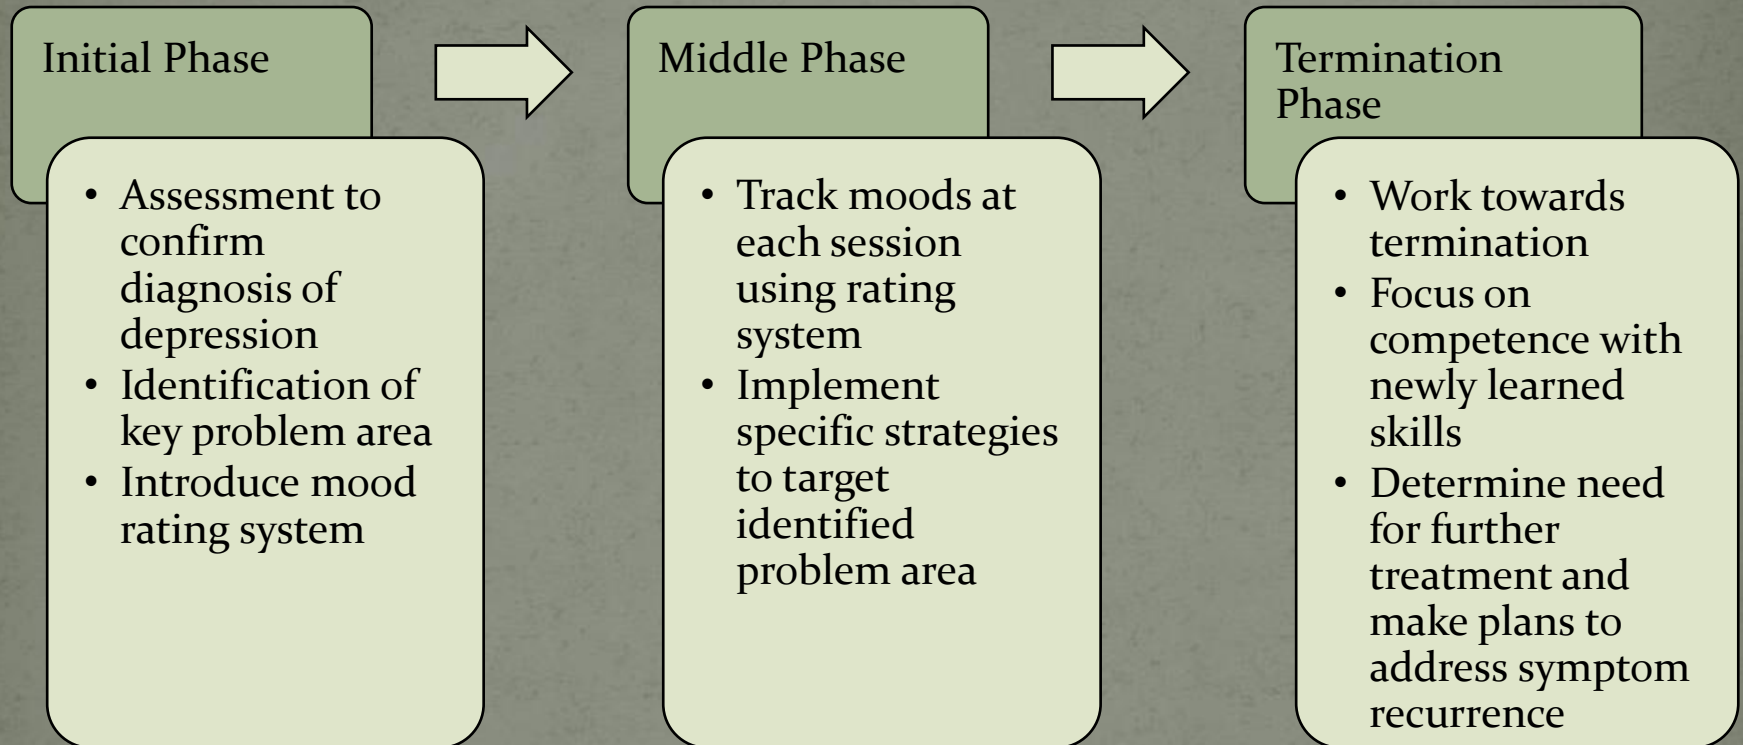 Initial Phase
• Assessment to
confirm
diagnosis of
depression
• Identification of
key problem area
• Introduce mood
rating system
Middle Phase
• Track moods at
each session
using rating
system
• Implement
specific strategies
to target
identified
problem area
Termination
Phase
• Work towards
termination
• Focus on
competence with
newly learned
skills
• Determine need
for further
treatment and
make plans to
address symptom
recurrence